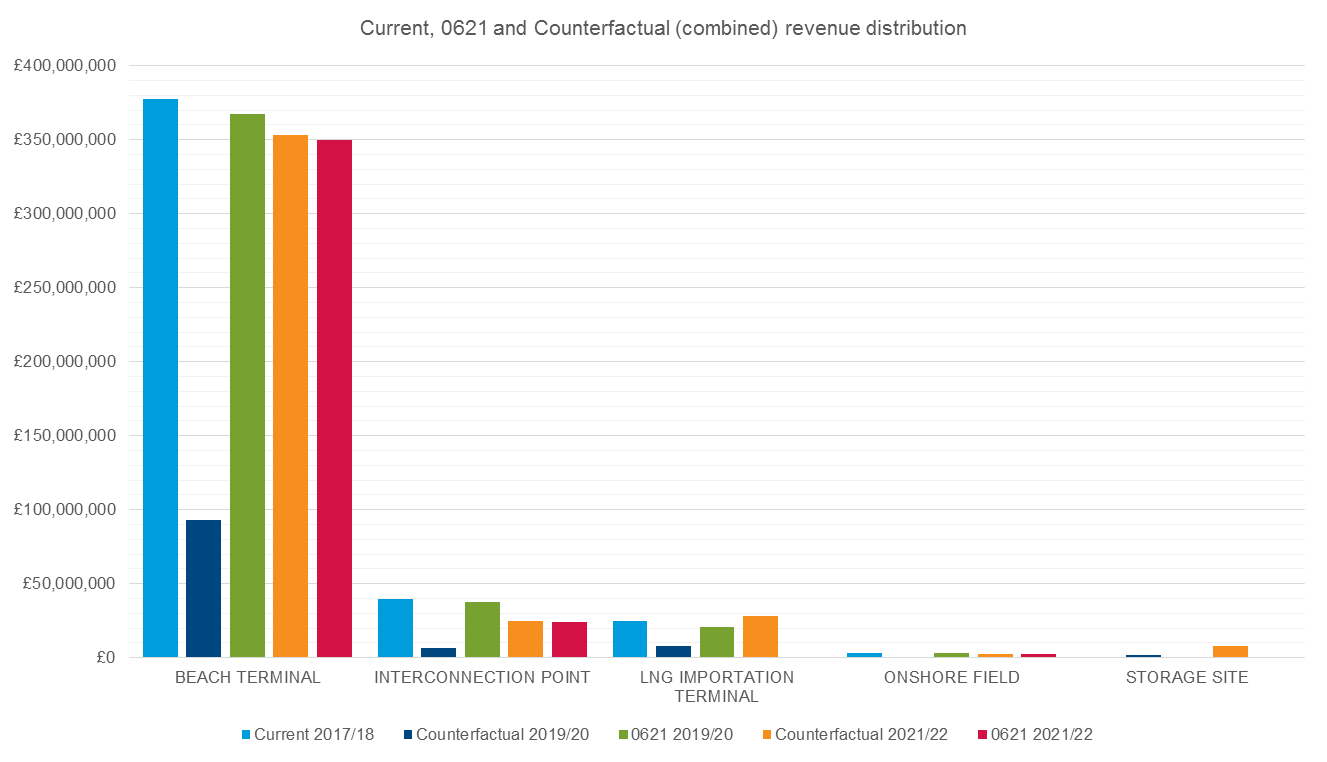 Current, 0621 and Counterfactual (combined) revenue distribution
£400,000,000
£350,000,000
£300,000,000
£250,000,000
£200,000,000
£150,000,000
£100,000,000
£50,000,000
£0
BEACH TERMINAL
INTERCONNECTION POINT
LNG IMPORTATION
TERMINAL
ONSHORE FIELD
STORAGE SITE
Current 2017/18
Counterfactual 2019/20
0621 2019/20
Counterfactual 2021/22
0621 2021/22